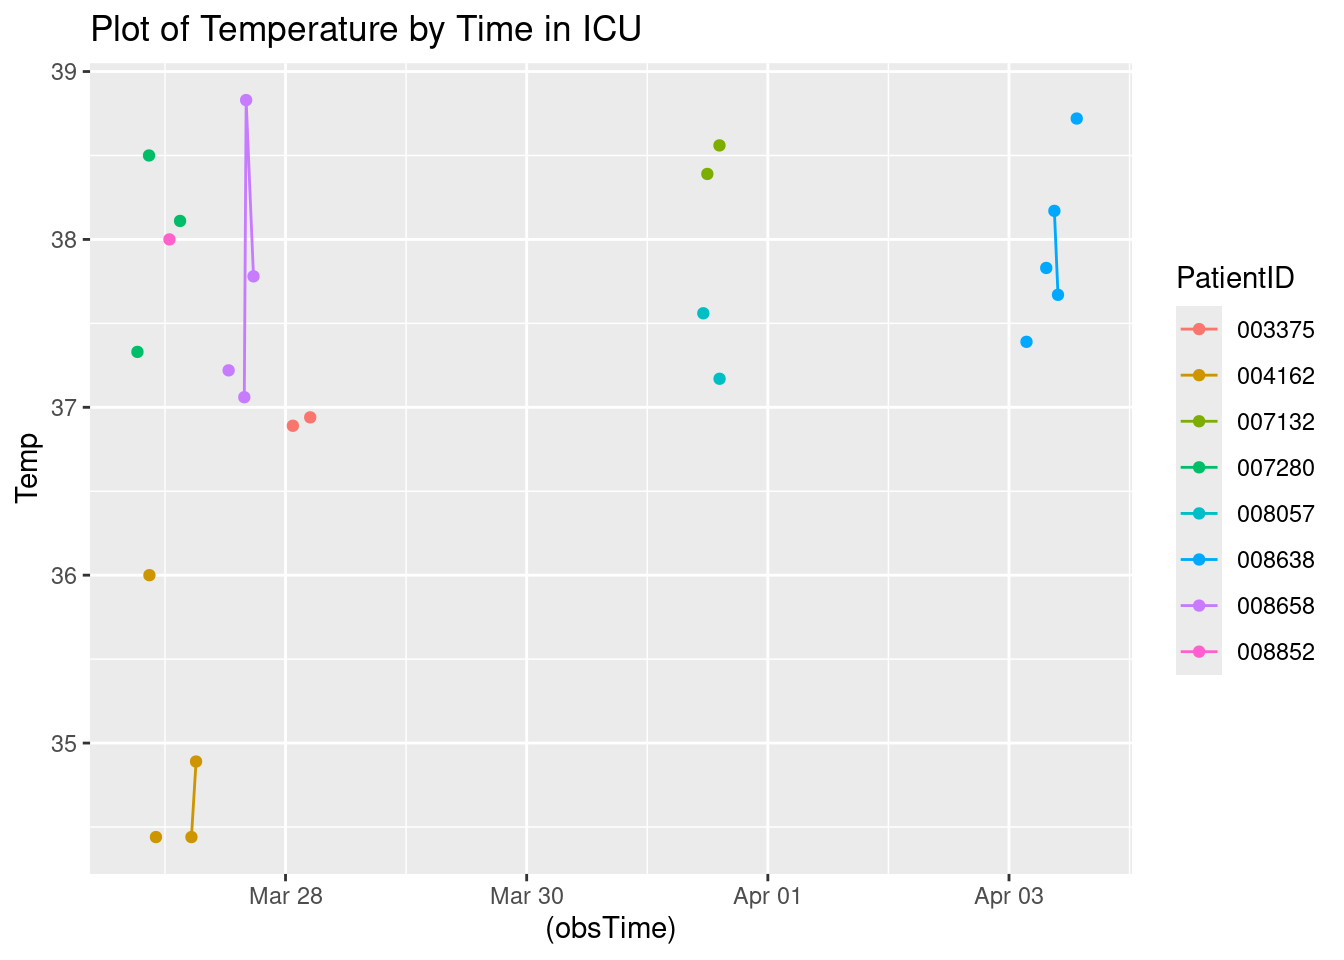 Plot of Temperature by Time in ICU
39
38
37
36
35
Temp
Mar 28
Mar 30
Apr 01
Apr 03
(obsTime)
PatientID
003375
004162
007132
007280
008057
008638
008658
008852